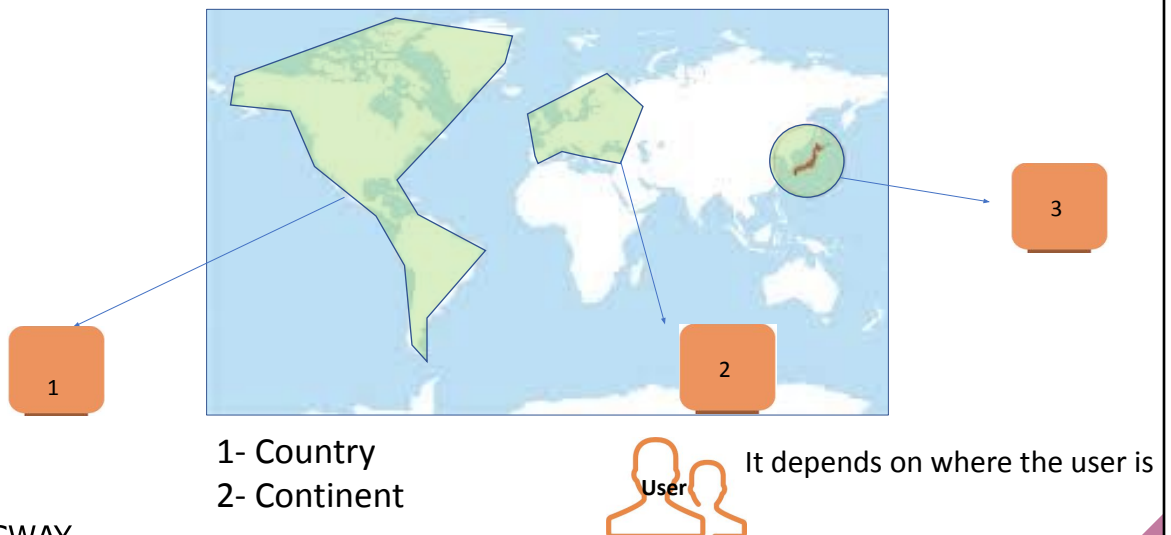 3
2
1
1- Country
2- Continent
User
It depends on where the user is